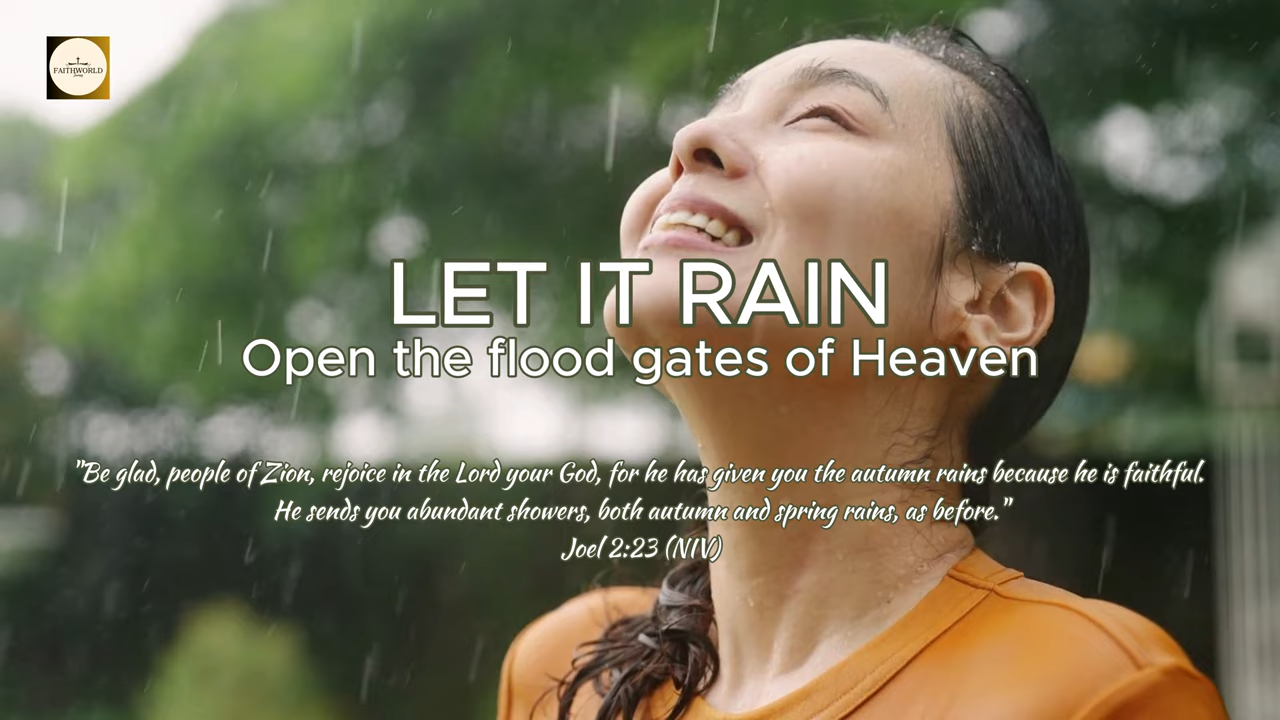 FAITHWORLD
LET IT RAIN
Open the flood gates of Heaven
"Be glad, people of Zion, rejoice in the Lord your God, for he has given you the autumn rains because he is faithful.
He sends you abundant showers, both autumn and spring rains, as before."
Joel 2:23 (NIV)